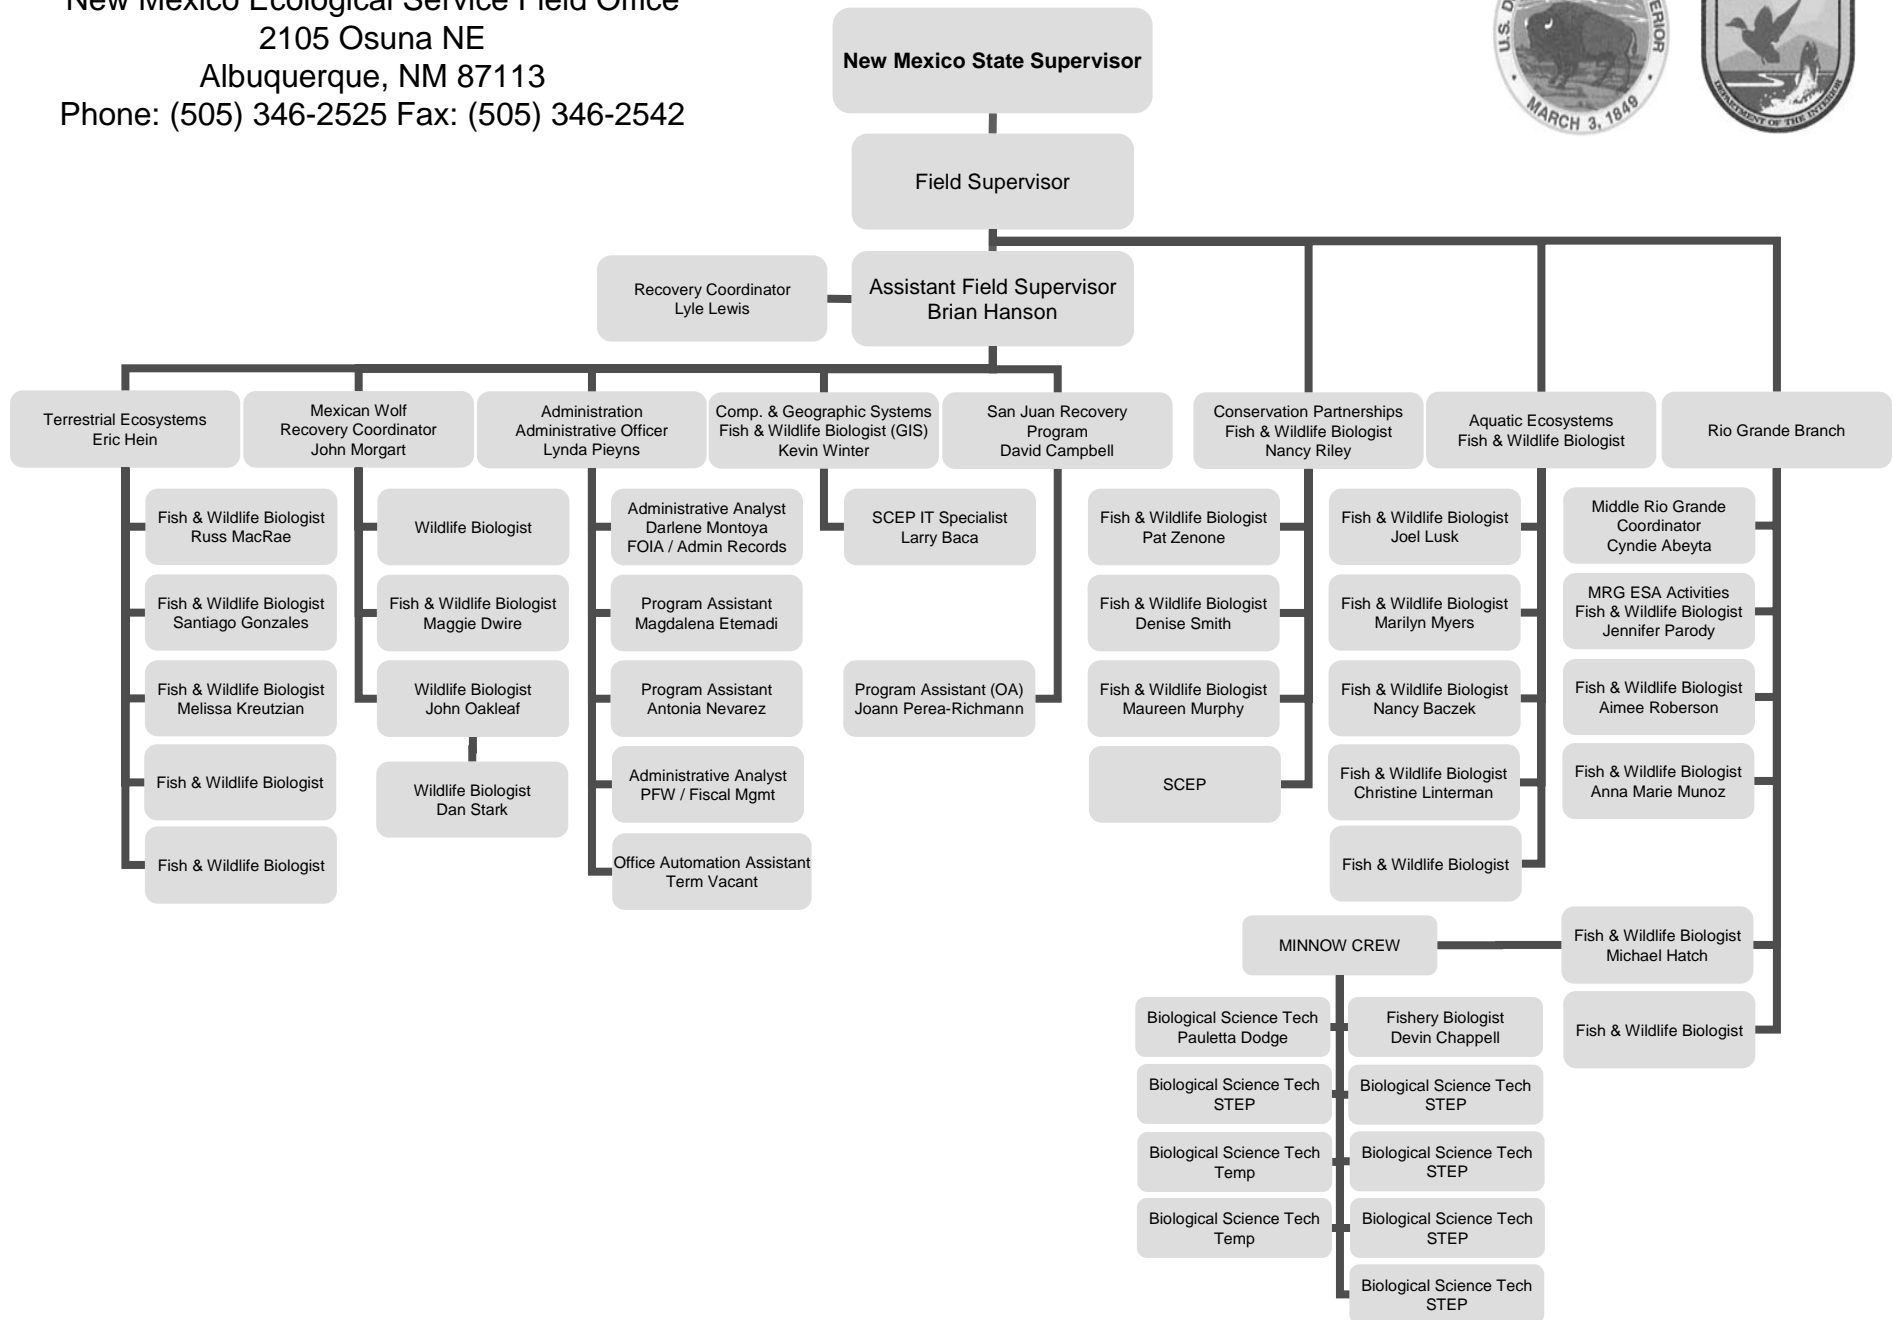 New Mexico Ecological Service Field Office
2105 Osuna NE
Albuquerque, NM 87113
Phone: (505) 346-2525 Fax: (505) 346-2542
U.S. D
ERIOR
MARCH 3, 1849
DEPARTMENT OF THE INTERIOR
New Mexico State Supervisor
Field Supervisor
Recovery Coordinator
Lyle Lewis
Assistant Field Supervisor
Brian Hanson
Terrestrial Ecosystems
Eric Hein
Mexican Wolf
Recovery Coordinator
John Morgart
Administration
Administrative Officer
Lynda Pieyns
Comp. & Geographic Systems
Fish & Wildlife Biologist (GIS)
Kevin Winter
San Juan Recovery
Program
David Campbell
Conservation Partnerships
Fish & Wildlife Biologist
Nancy Riley
Aquatic Ecosystems
Fish & Wildlife Biologist
Rio Grande Branch
Fish & Wildlife Biologist
Russ MacRae
Fish & Wildlife Biologist
Santiago Gonzales
Fish & Wildlife Biologist
Melissa Kreutzian
Fish & Wildlife Biologist
Fish & Wildlife Biologist
Wildlife Biologist
Fish & Wildlife Biologist
Maggie Dwire
Wildlife Biologist
John Oakleaf
Wildlife Biologist
Dan Stark
Administrative Analyst
Darlene Montoya
FOIA / Admin Records
Program Assistant
Magdalena Etemadi
Program Assistant
Antonia Nevarez
Administrative Analyst
PFW / Fiscal Mgmt
Office Automation Assistant
Term Vacant
SCEP IT Specialist
Larry Baca
Program Assistant (OA)
Joann Perea-Richmann
Fish & Wildlife Biologist
Pat Zenone
Fish & Wildlife Biologist
Denise Smith
Fish & Wildlife Biologist
Maureen Murphy
SCEP
Fish & Wildlife Biologist
Joel Lusk
Fish & Wildlife Biologist
Marilyn Myers
Fish & Wildlife Biologist
Nancy Baczek
Fish & Wildlife Biologist
Christine Linterman
Fish & Wildlife Biologist
Middle Rio Grande
Coordinator
Cyndie Abeyta
MRG ESA Activities
Fish & Wildlife Biologist
Jennifer Parody
Fish & Wildlife Biologist
Aimee Roberson
Fish & Wildlife Biologist
Anna Marie Munoz
Fish & Wildlife Biologist
Michael Hatch
Fish & Wildlife Biologist
MINNOW CREW
Biological Science Tech
Pauletta Dodge
Fishery Biologist
Devin Chappell
Biological Science Tech
STEP
Biological Science Tech
STEP
Biological Science Tech
Temp
Biological Science Tech
STEP
Biological Science Tech
Temp
Biological Science Tech
STEP
Biological Science Tech
STEP